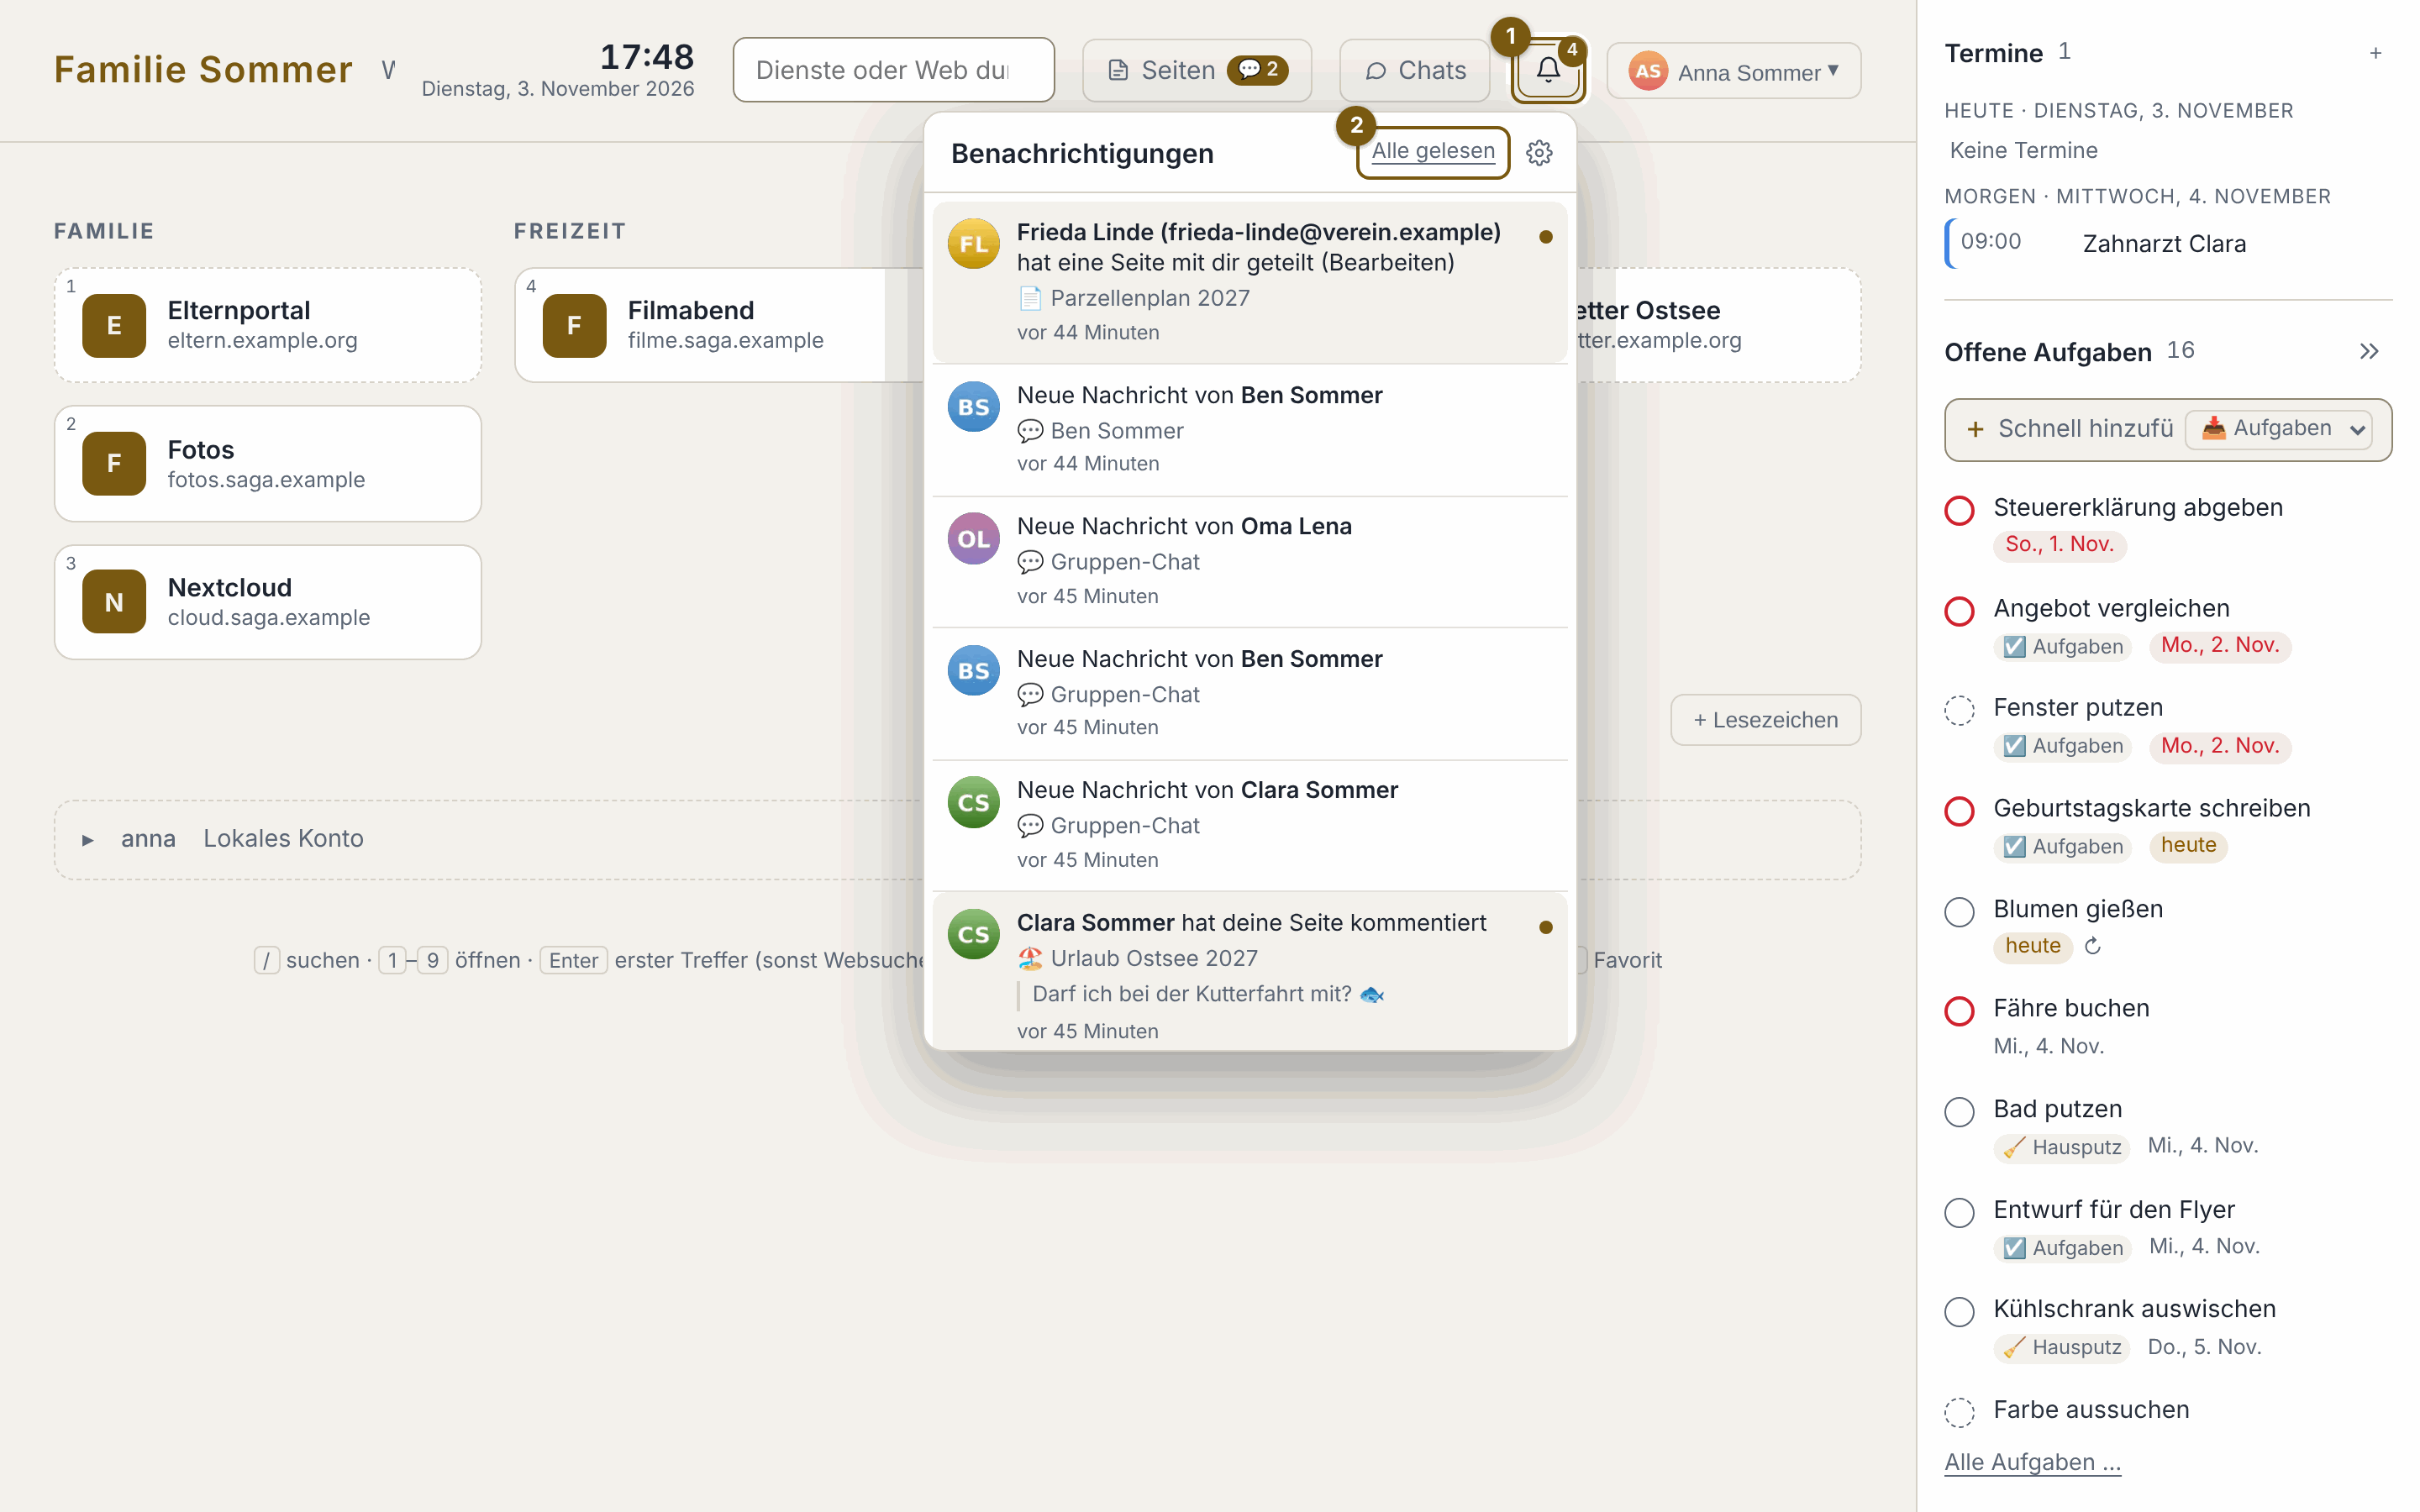 Familie Sommer
17:48
Dienstag, 3. November 2026
Dienste oder Web du
Seiten 💬 2
Chats
1
4
AS Anna Sommer ▾
FAMILIE
1
E
Elternportal
eltern.example.org
2
F
Fotos
fotos.saga.example
3
N
Nextcloud
cloud.saga.example
FREIZEIT
4
F
Filmabend
filme.saga.example
etter Ostsee
tter.example.org
+ Lesezeichen
▸ anna Lokales Konto
/ suchen · 1–9 öffnen · Enter erster Treffer (sonst Websuche
Favorit
Benachrichtigungen
2
Alle gelesen
FL
Frieda Linde (frieda-linde@verein.example)
hat eine Seite mit dir geteilt (Bearbeiten)
📄 Parzellenplan 2027
vor 44 Minuten
BS
Neue Nachricht von Ben Sommer
💬 Ben Sommer
vor 44 Minuten
OL
Neue Nachricht von Oma Lena
💬 Gruppen-Chat
vor 45 Minuten
BS
Neue Nachricht von Ben Sommer
💬 Gruppen-Chat
vor 45 Minuten
CS
Neue Nachricht von Clara Sommer
💬 Gruppen-Chat
vor 45 Minuten
CS
Clara Sommer hat deine Seite kommentiert
🏖️ Urlaub Ostsee 2027
Darf ich bei der Kutterfahrt mit? 🐟
vor 45 Minuten
Termine 1 +
HEUTE · DIENSTAG, 3. NOVEMBER
Keine Termine
MORGEN · MITTWOCH, 4. NOVEMBER
09:00 Zahnarzt Clara
Offene Aufgaben 16
+ Schnell hinzufü 📥 Aufgaben
Steuererklärung abgeben
So., 1. Nov.
Angebot vergleichen
☑️ Aufgaben Mo., 2. Nov.
Fenster putzen
☑️ Aufgaben Mo., 2. Nov.
Geburtstagskarte schreiben
☑️ Aufgaben heute
Blumen gießen
heute
Fähre buchen
Mi., 4. Nov.
Bad putzen
🧹 Hausputz Mi., 4. Nov.
Entwurf für den Flyer
☑️ Aufgaben Mi., 4. Nov.
Kühlschrank auswischen
🧹 Hausputz Do., 5. Nov.
Farbe aussuchen
Alle Aufgaben ...